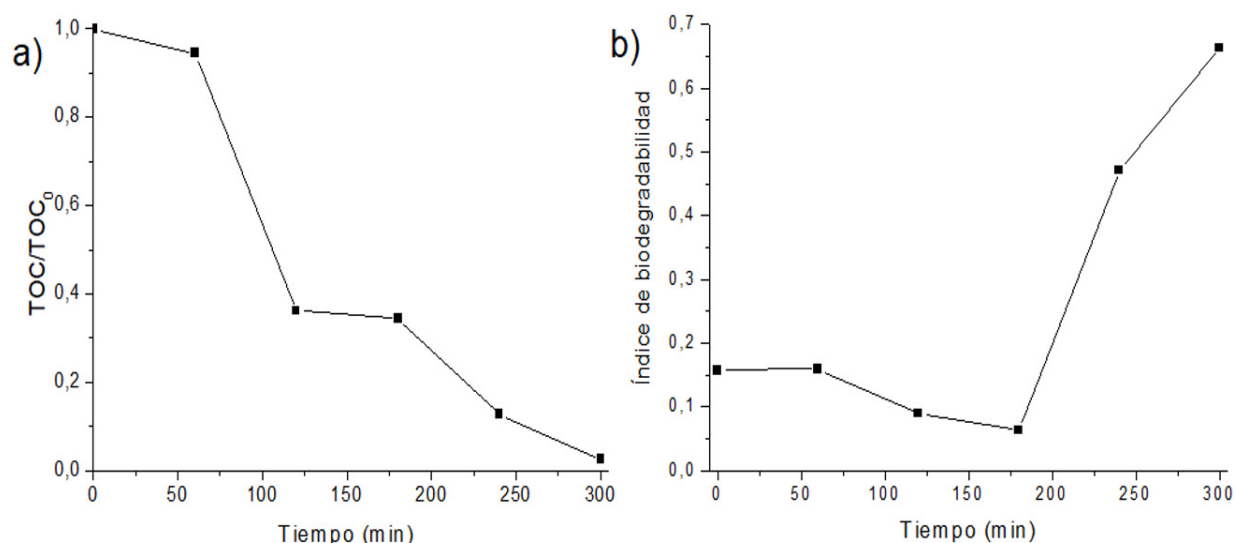 a)
TOC/TOC0
1,0
0,8
0,6
0,4
0,2
0,0
0 50 100 150 200 250 300
Tiempo (min)
b)
Índice de biodegradabilidad
0,7
0,6
0,5
0,4
0,3
0,2
0,1
0,0
0 50 100 150 200 250 300
Tiempo (min)